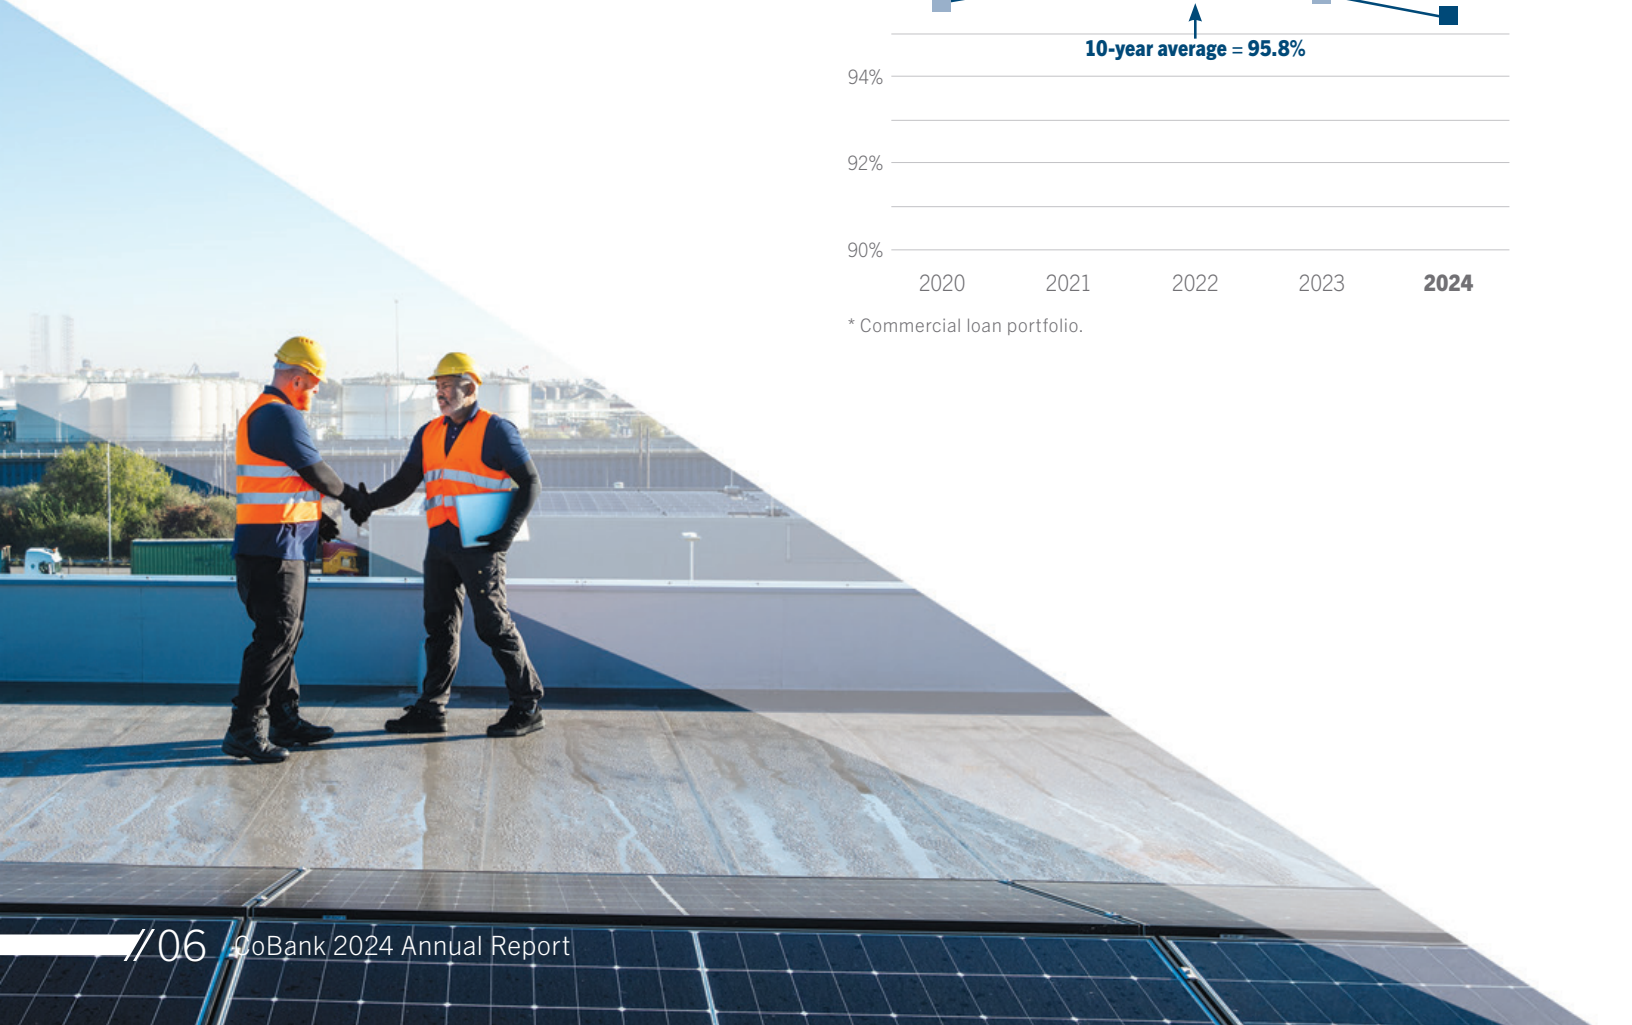 10-year average = 95.8%
94%
92%
90%
2020 2021 2022 2023 2024
* Commercial loan portfolio.
//06 CoBank 2024 Annual Report